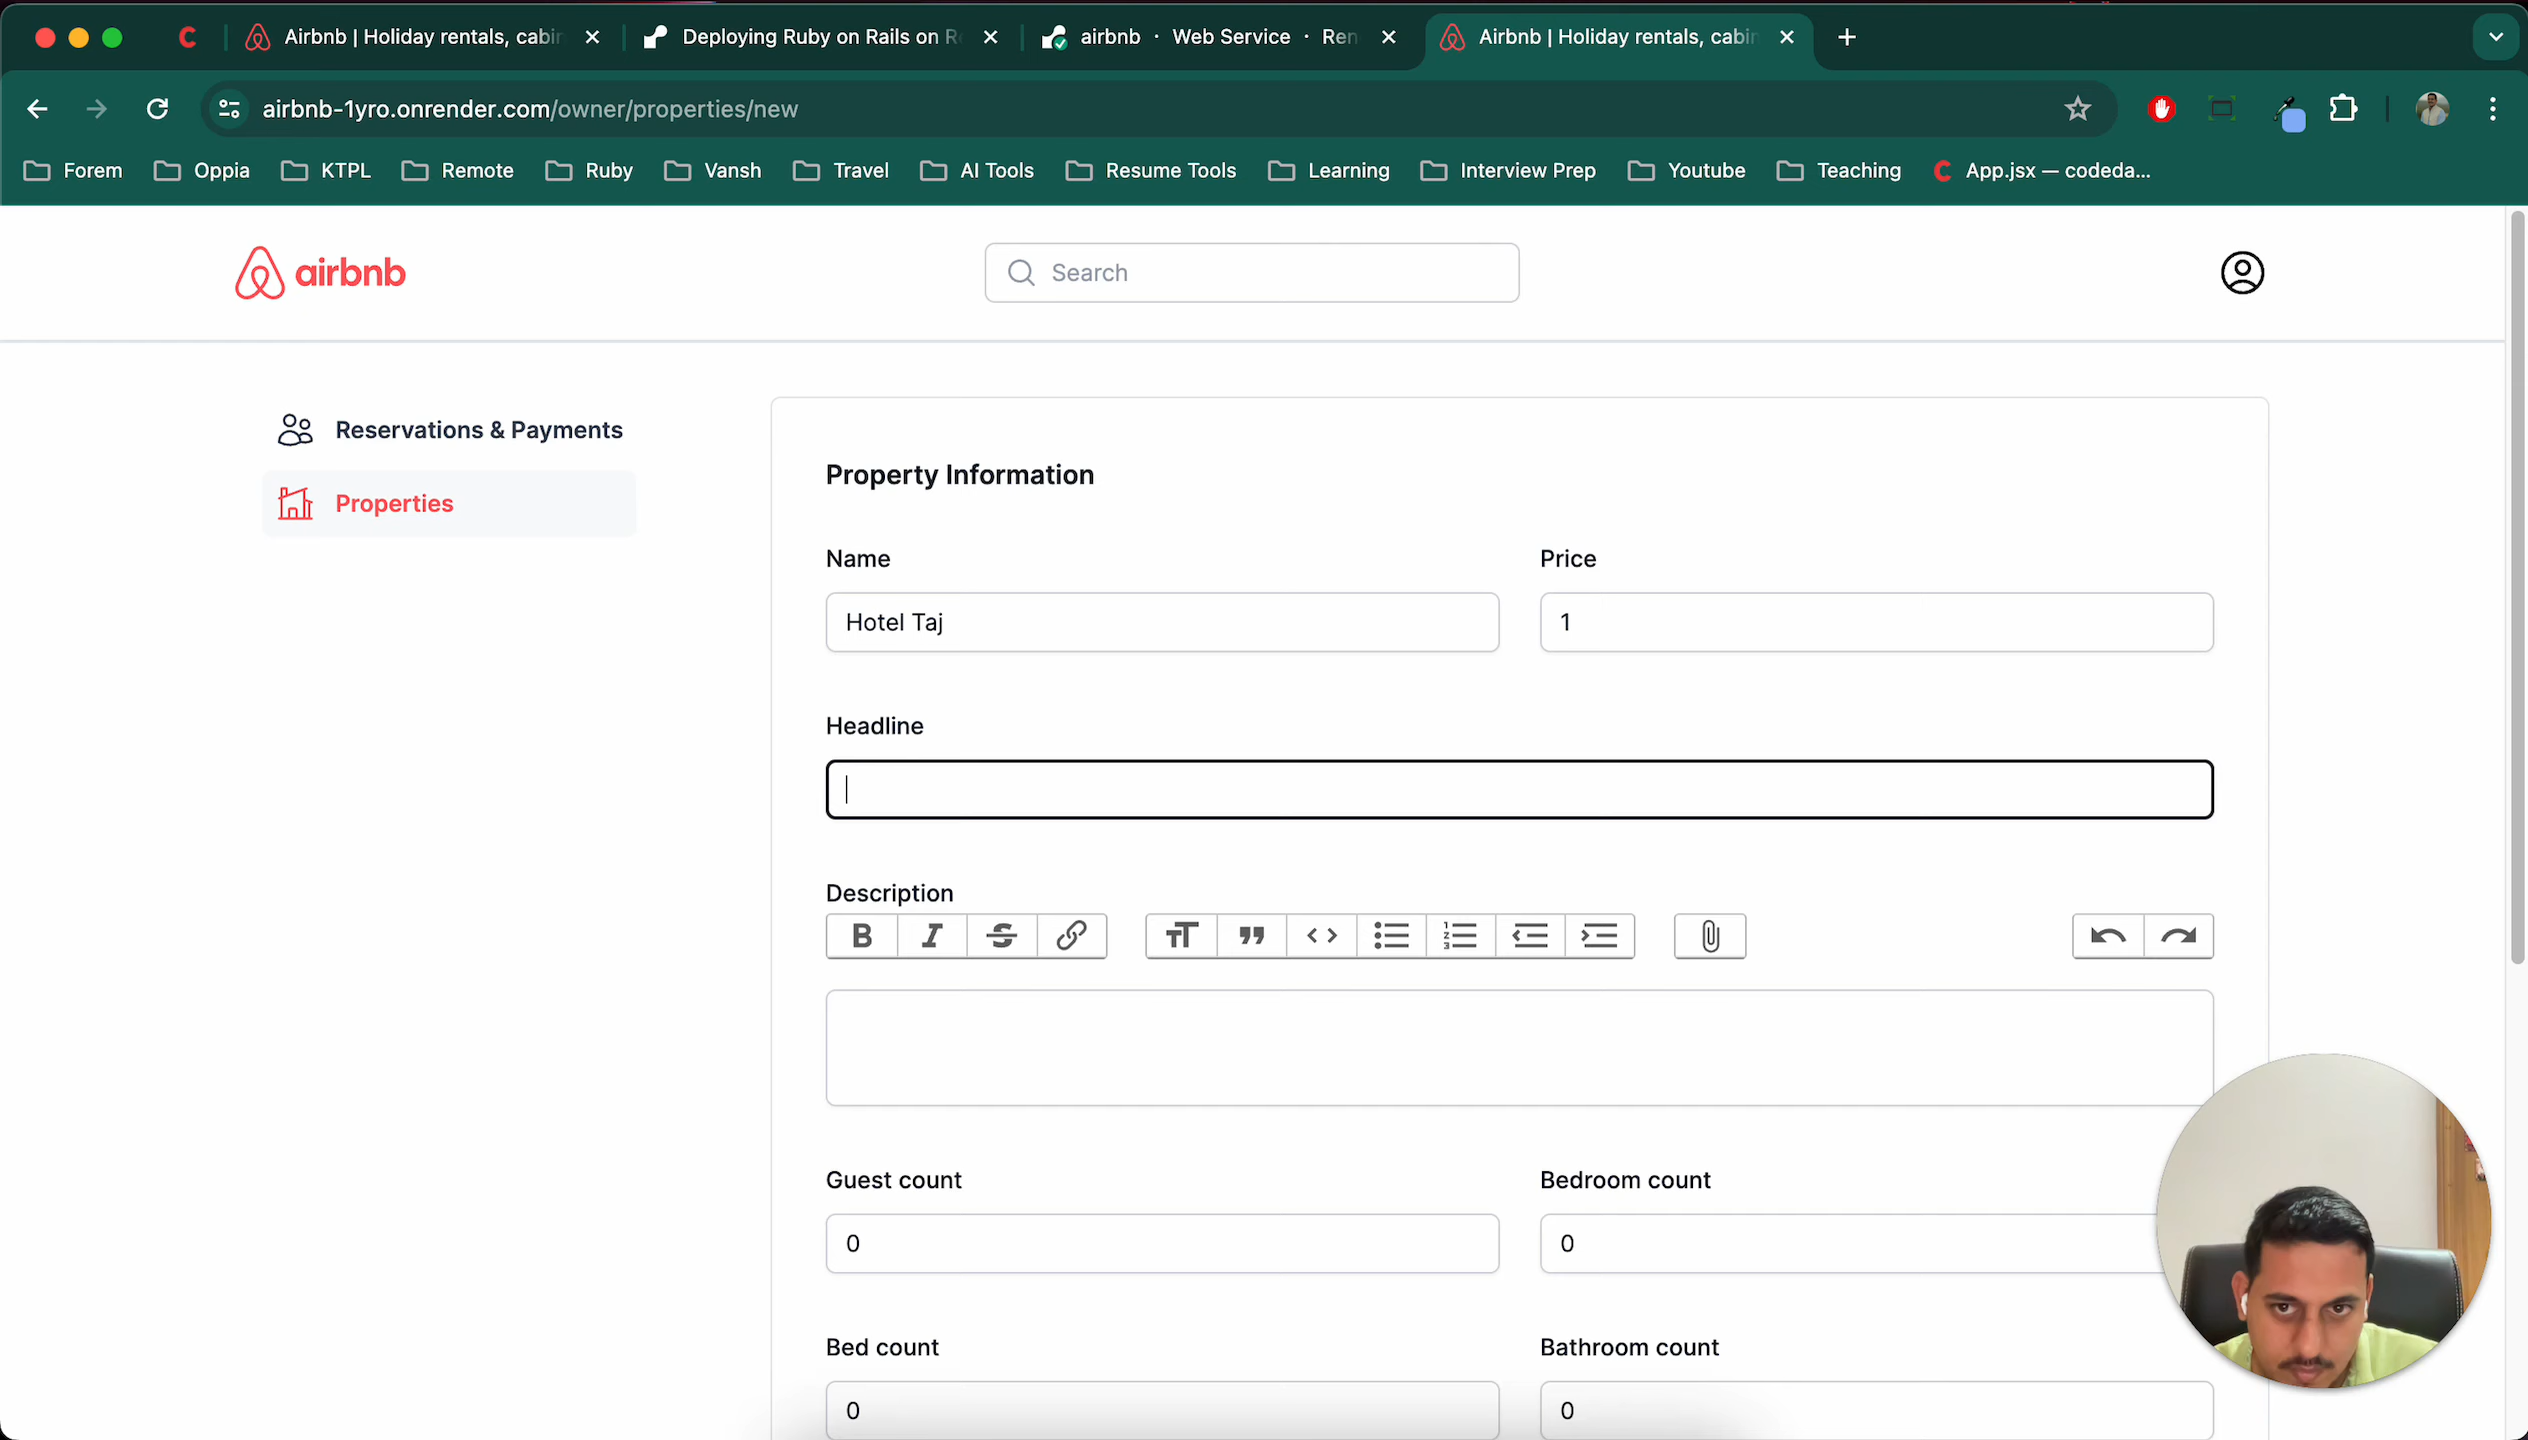 Airbnb | Holiday rentals, cabin
Deploying Ruby on Rails on R
airbnb · Web Service · Ren
Airbnb | Holiday rentals, cabin
airbnb-1yro.onrender.com/owner/properties/new
Forem
Oppia
KTPL
Remote
Ruby
Vansh
Travel
AI Tools
Resume Tools
Learning
Interview Prep
Youtube
Teaching
App.jsx — codeda...
airbnb
Search
Reservations & Payments
Properties
Property Information
Name
Price
Hotel Taj
1
Headline
Description
Guest count
Bedroom count
0
0
Bed count
Bathroom count
0
0